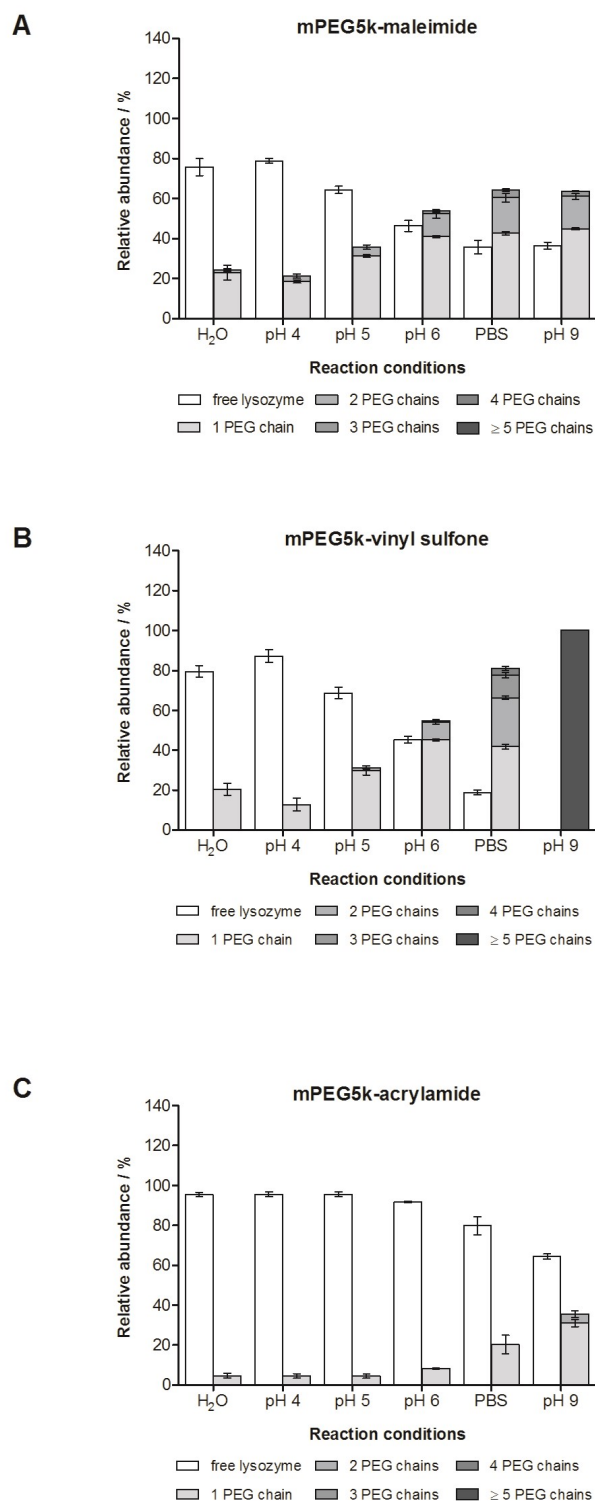 A
mPEG5k-maleimide
Relative abundance / %
140
120
100
80
60
40
20
0
H₂O pH 4 pH 5 pH 6 PBS pH 9
Reaction conditions
free lysozyme 2 PEG chains 4 PEG chains
1 PEG chain 3 PEG chains ≥ 5 PEG chains
B
mPEG5k-vinyl sulfone
Relative abundance / %
140
120
100
80
60
40
20
0
H₂O pH 4 pH 5 pH 6 PBS pH 9
Reaction conditions
free lysozyme 2 PEG chains 4 PEG chains
1 PEG chain 3 PEG chains ≥ 5 PEG chains
C
mPEG5k-acrylamide
Relative abundance / %
140
120
100
80
60
40
20
0
H₂O pH 4 pH 5 pH 6 PBS pH 9
Reaction conditions
free lysozyme 2 PEG chains 4 PEG chains
1 PEG chain 3 PEG chains ≥ 5 PEG chains